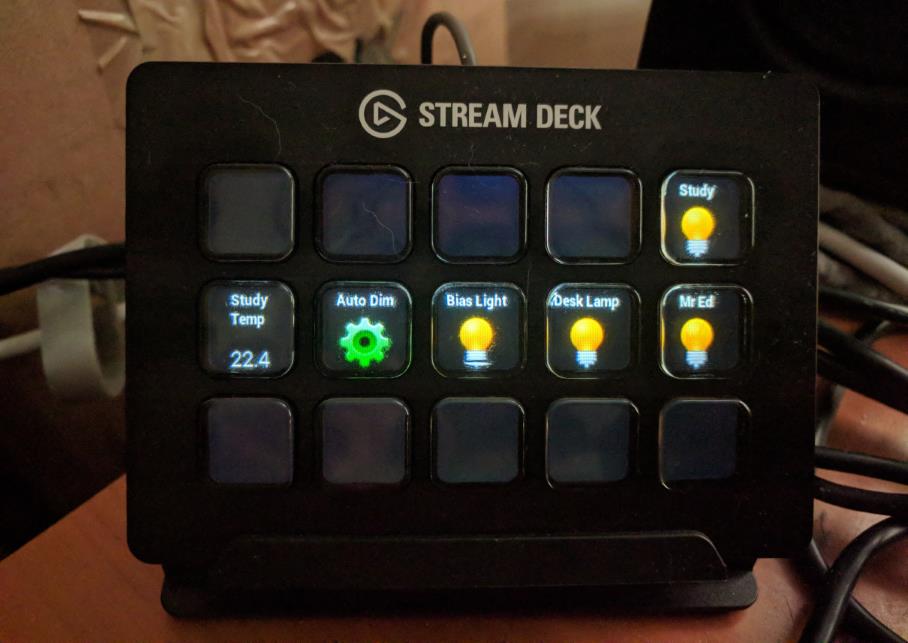 STREAM DECK
Study
Study
Temp
22.4
Auto Dim
Bias Light
Desk Lamp
Mr Ed